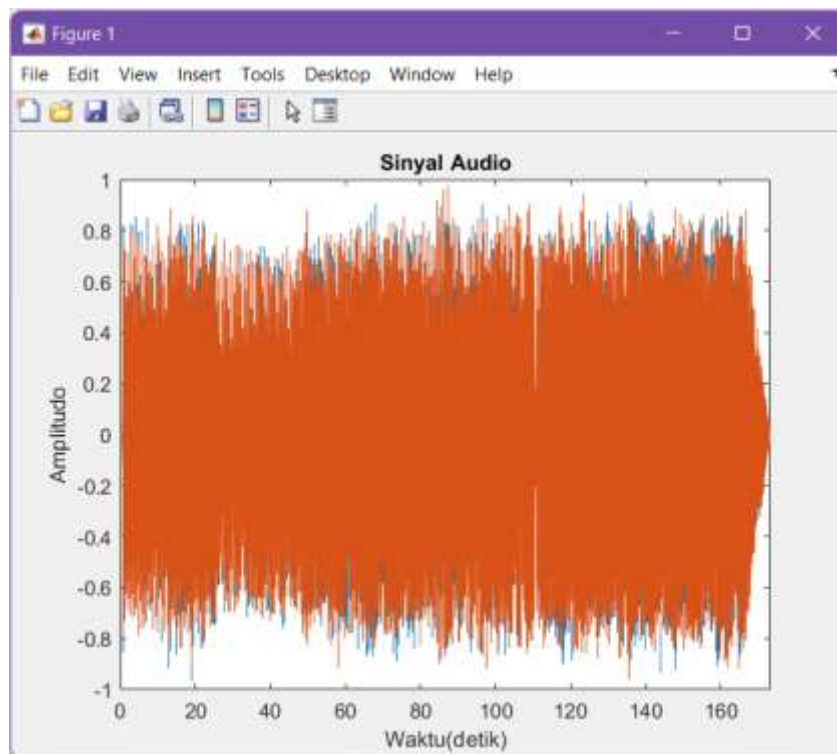 Figure 1
File Edit View Insert Tools Desktop Window Help
Sinyal Audio
1
0.8
0.6
0.4
0.2
0
-0.2
-0.4
-0.6
-0.8
-1
Amplitudo
0 20 40 60 80 100 120 140 160
Waktu(detik)